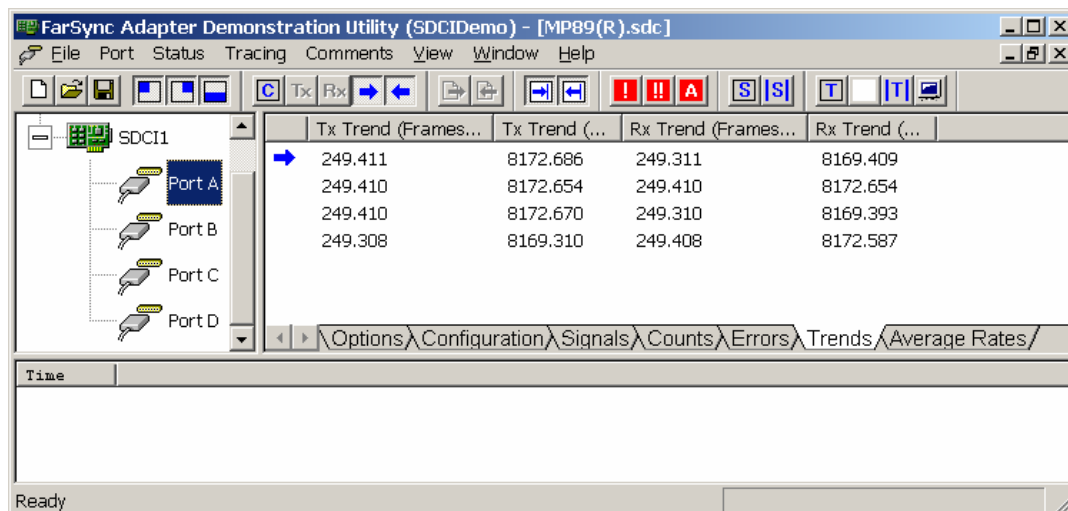 FarSync Adapter Demonstration Utility (SDCIDemo) - [MP89(R).sdc]
File Port Status Tracing Comments View Window Help
C Tx Rx ! !! A S |S| T |T|
SDCI1
Port A
Port B
Port C
Port D
Tx Trend (Frames... Tx Trend (... Rx Trend (Frames... Rx Trend (...
249.411 8172.686 249.311 8169.409
249.410 8172.654 249.410 8172.654
249.410 8172.670 249.310 8169.393
249.308 8169.310 249.408 8172.587
Options Configuration Signals Counts Errors Trends Average Rates
Time
Ready